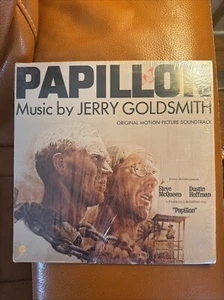 PAPILLON
Music by JERRY GOLDSMITH
ORIGINAL MOTION PICTURE SOUNDTRACK
Steve Dustin
McQueen Hoffman
"Papillon"